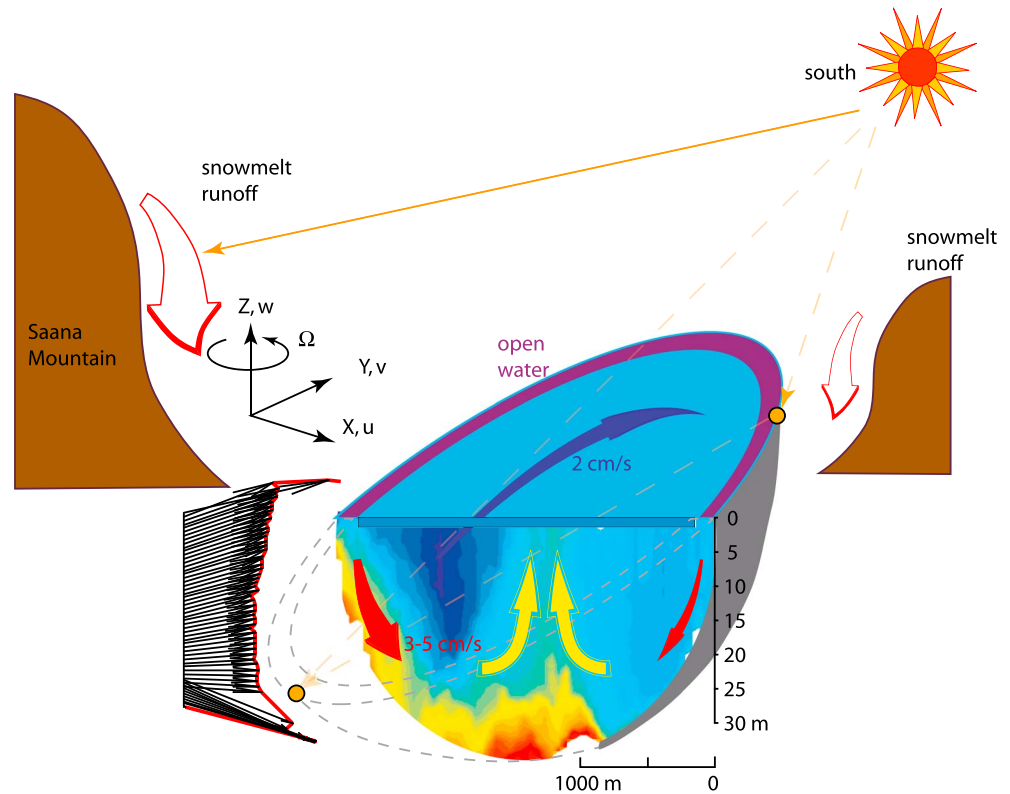 south
snowmelt
runoff
snowmelt
runoff
Z, w
Ω
Saana
Mountain
open
water
Y, v
X, u
2 cm/s
0
5
10
15
20
25
30 m
3-5 cm/s
1000 m
0